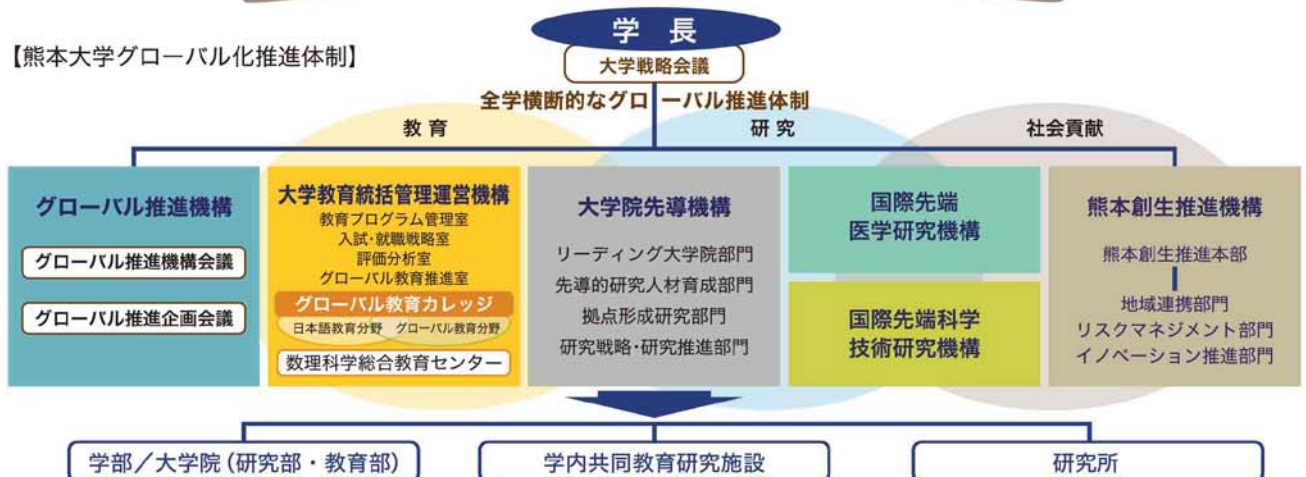 学 長
【熊本大学グローバル化推進体制】
大学戦略会議
全学横断的なグローバル推進体制
教育
研究
社会貢献
グローバル推進機構
グローバル推進機構会議
グローバル推進企画会議
大学教育統括管理運営機構
教育プログラム管理室
入試・就職戦略室
評価分析室
グローバル教育推進室
グローバル教育カレッジ
日本語教育分野 グローバル教育分野
数理科学総合教育センター
大学院先導機構
リーディング大学院部門
先導的研究人材育成部門
拠点形成研究部門
研究戦略・研究推進部門
国際先端
医学研究機構
国際先端科学
技術研究機構
熊本創生推進機構
熊本創生推進本部
地域連携部門
リスクマネジメント部門
イノベーション推進部門
学部／大学院（研究部・教育部）
学内共同教育研究施設
研究所